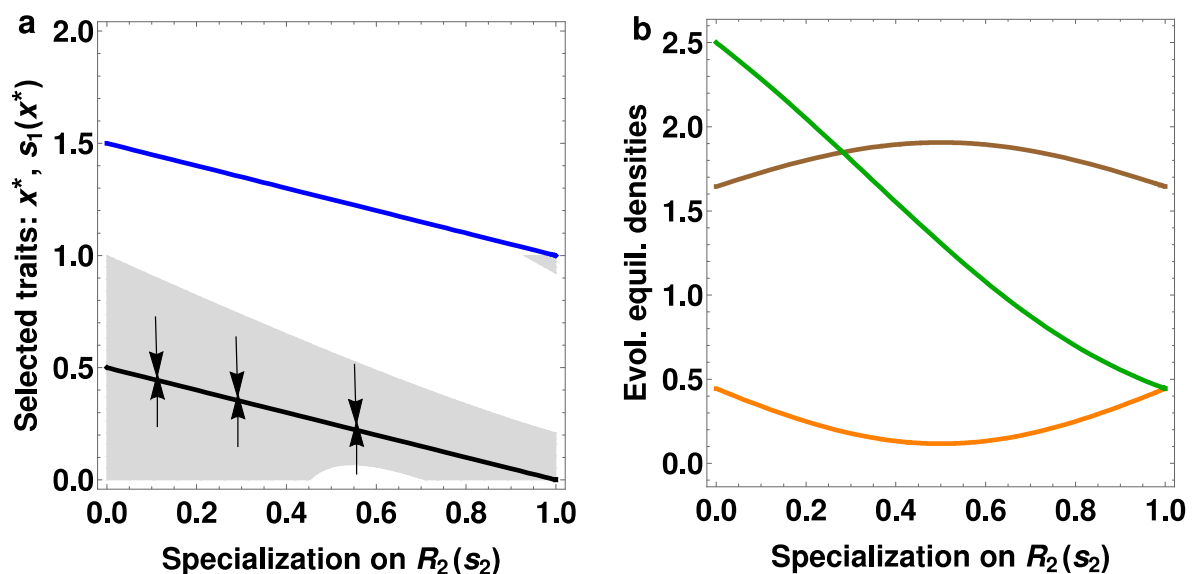 a
2.0
1.5
1.0
0.5
0.0
0.0 0.2 0.4 0.6 0.8 1.0
Selected traits: x*, s₁(x*)
Specialization on R₂(s₂)
b
2.5
2.0
1.5
1.0
0.5
0.0
0.0 0.2 0.4 0.6 0.8 1.0
Evol. equil. densities
Specialization on R₂(s₂)